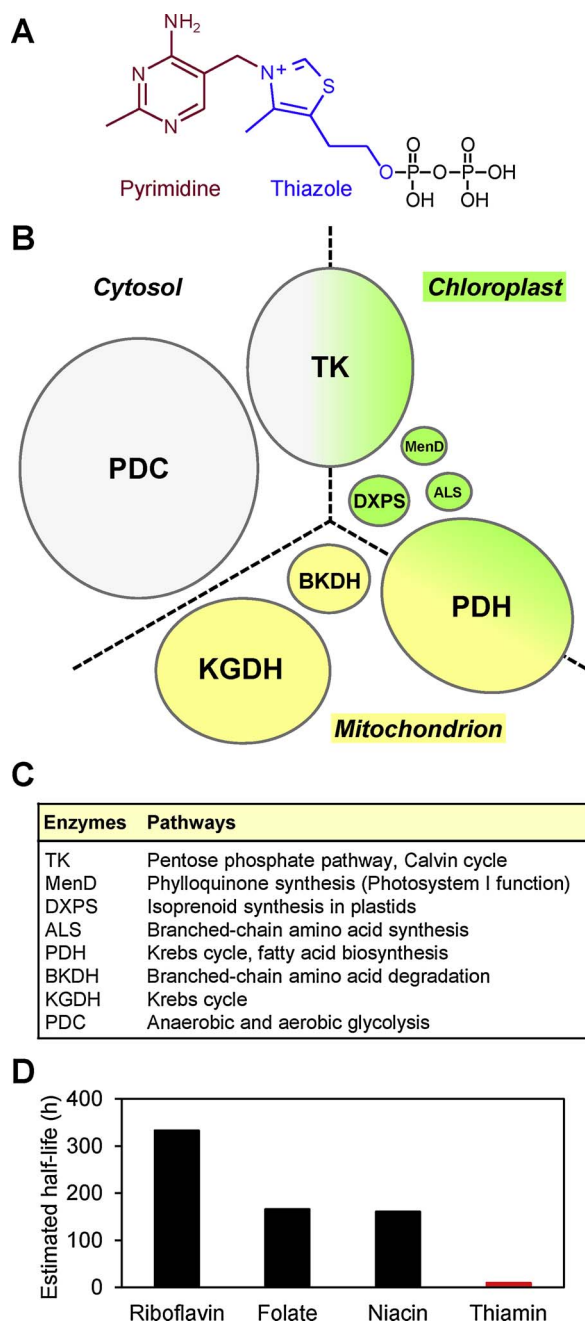 A
NH2
N
N
N+
S
O
O
O
P
O
P
OH
OH
OH
Pyrimidine Thiazole
B
Cytosol
Chloroplast
TK
PDC
MenD
DXPS
ALS
BKDH
PDH
KGDH
Mitochondrion
C
Enzymes Pathways
TK Pentose phosphate pathway, Calvin cycle
MenD Phylloquinone synthesis (Photosystem I function)
DXPS Isoprenoid synthesis in plastids
ALS Branched-chain amino acid synthesis
PDH Krebs cycle, fatty acid biosynthesis
BKDH Branched-chain amino acid degradation
KGDH Krebs cycle
PDC Anaerobic and aerobic glycolysis
D
Estimated half-life (h)
400
300
200
100
0
Riboflavin Folate Niacin Thiamin